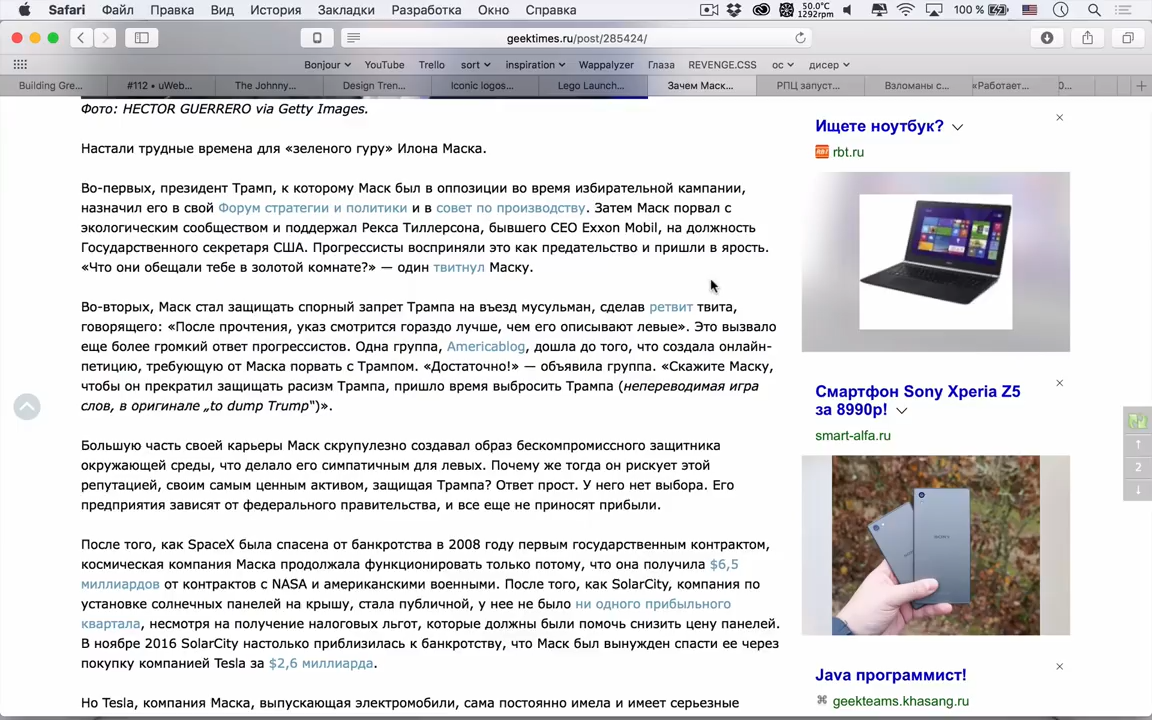 Safari Файл Правка Вид История Закладки Разработка Окно Справка 50.0°C 1292rpm 100 %
geektimes.ru/post/285424/
Bonjour YouTube Trello sort inspiration Wappalyzer Глаза REVENGE.CSS ос дисер
Building Gre... #112 • uWeb... The Johnny... Design Tren... Iconic logos... Lego Launch... Зачем Маск... РПЦ запуст... Взломаны с... «Работает...
Фото: HECTOR GUERRERO via Getty Images.
Настали трудные времена для «зеленого гуру» Илона Маска.
Во-первых, президент Трамп, к которому Маск был в оппозиции во время избирательной кампании,
назначил его в свой Форум стратегии и политики и в совет по производству. Затем Маск порвал с
экологическим сообществом и поддержал Рекса Тиллерсона, бывшего CEO Exxon Mobil, на должность
Государственного секретаря США. Прогрессисты восприняли это как предательство и пришли в ярость.
«Что они обещали тебе в золотой комнате?» — один твитнул Маску.
Во-вторых, Маск стал защищать спорный запрет Трампа на въезд мусульман, сделав ретвит твита,
говорящего: «После прочтения, указ смотрится гораздо лучше, чем его описывают левые». Это вызвало
еще более громкий ответ прогрессистов. Одна группа, Americablog, дошла до того, что создала онлайн-
петицию, требующую от Маска порвать с Трампом. «Достаточно!» — объявила группа. «Скажите Маску,
чтобы он прекратил защищать расизм Трампа, пришло время выбросить Трампа (непереводимая игра
слов, в оригинале „to dump Trump“)».
Большую часть своей карьеры Маск скрупулезно создавал образ бескомпромиссного защитника
окружающей среды, что делало его симпатичным для левых. Почему же тогда он рискует этой
репутацией, своим самым ценным активом, защищая Трампа? Ответ прост. У него нет выбора. Его
предприятия зависят от федерального правительства, и все еще не приносят прибыли.
После того, как SpaceX была спасена от банкротства в 2008 году первым государственным контрактом,
космическая компания Маска продолжала функционировать только потому, что она получила $6,5
миллиардов от контрактов с NASA и американскими военными. После того, как SolarCity, компания по
установке солнечных панелей на крышу, стала публичной, у нее не было ни одного прибыльного
квартала, несмотря на получение налоговых льгот, которые должны были помочь снизить цену панелей.
В ноябре 2016 SolarCity настолько приблизилась к банкротству, что Маск был вынужден спасти ее через
покупку компанией Tesla за $2,6 миллиарда.
Но Tesla, компания Маска, выпускающая электромобили, сама постоянно имела и имеет серьезные
Ищете ноутбук?
rbt.ru
Смартфон Sony Xperia Z5
за 8990р!
smart-alfa.ru
SONY
Java программист!
geekteams.khasang.ru
2